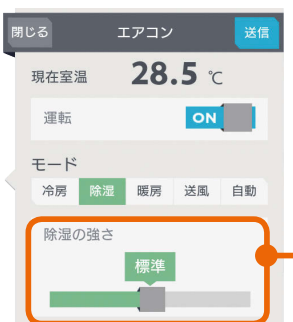 閉じる エアコン 送信
現在室温 28.5 ℃
運転 ON
モード
冷房 除湿 暖房 送風 自動
除湿の強さ
標準